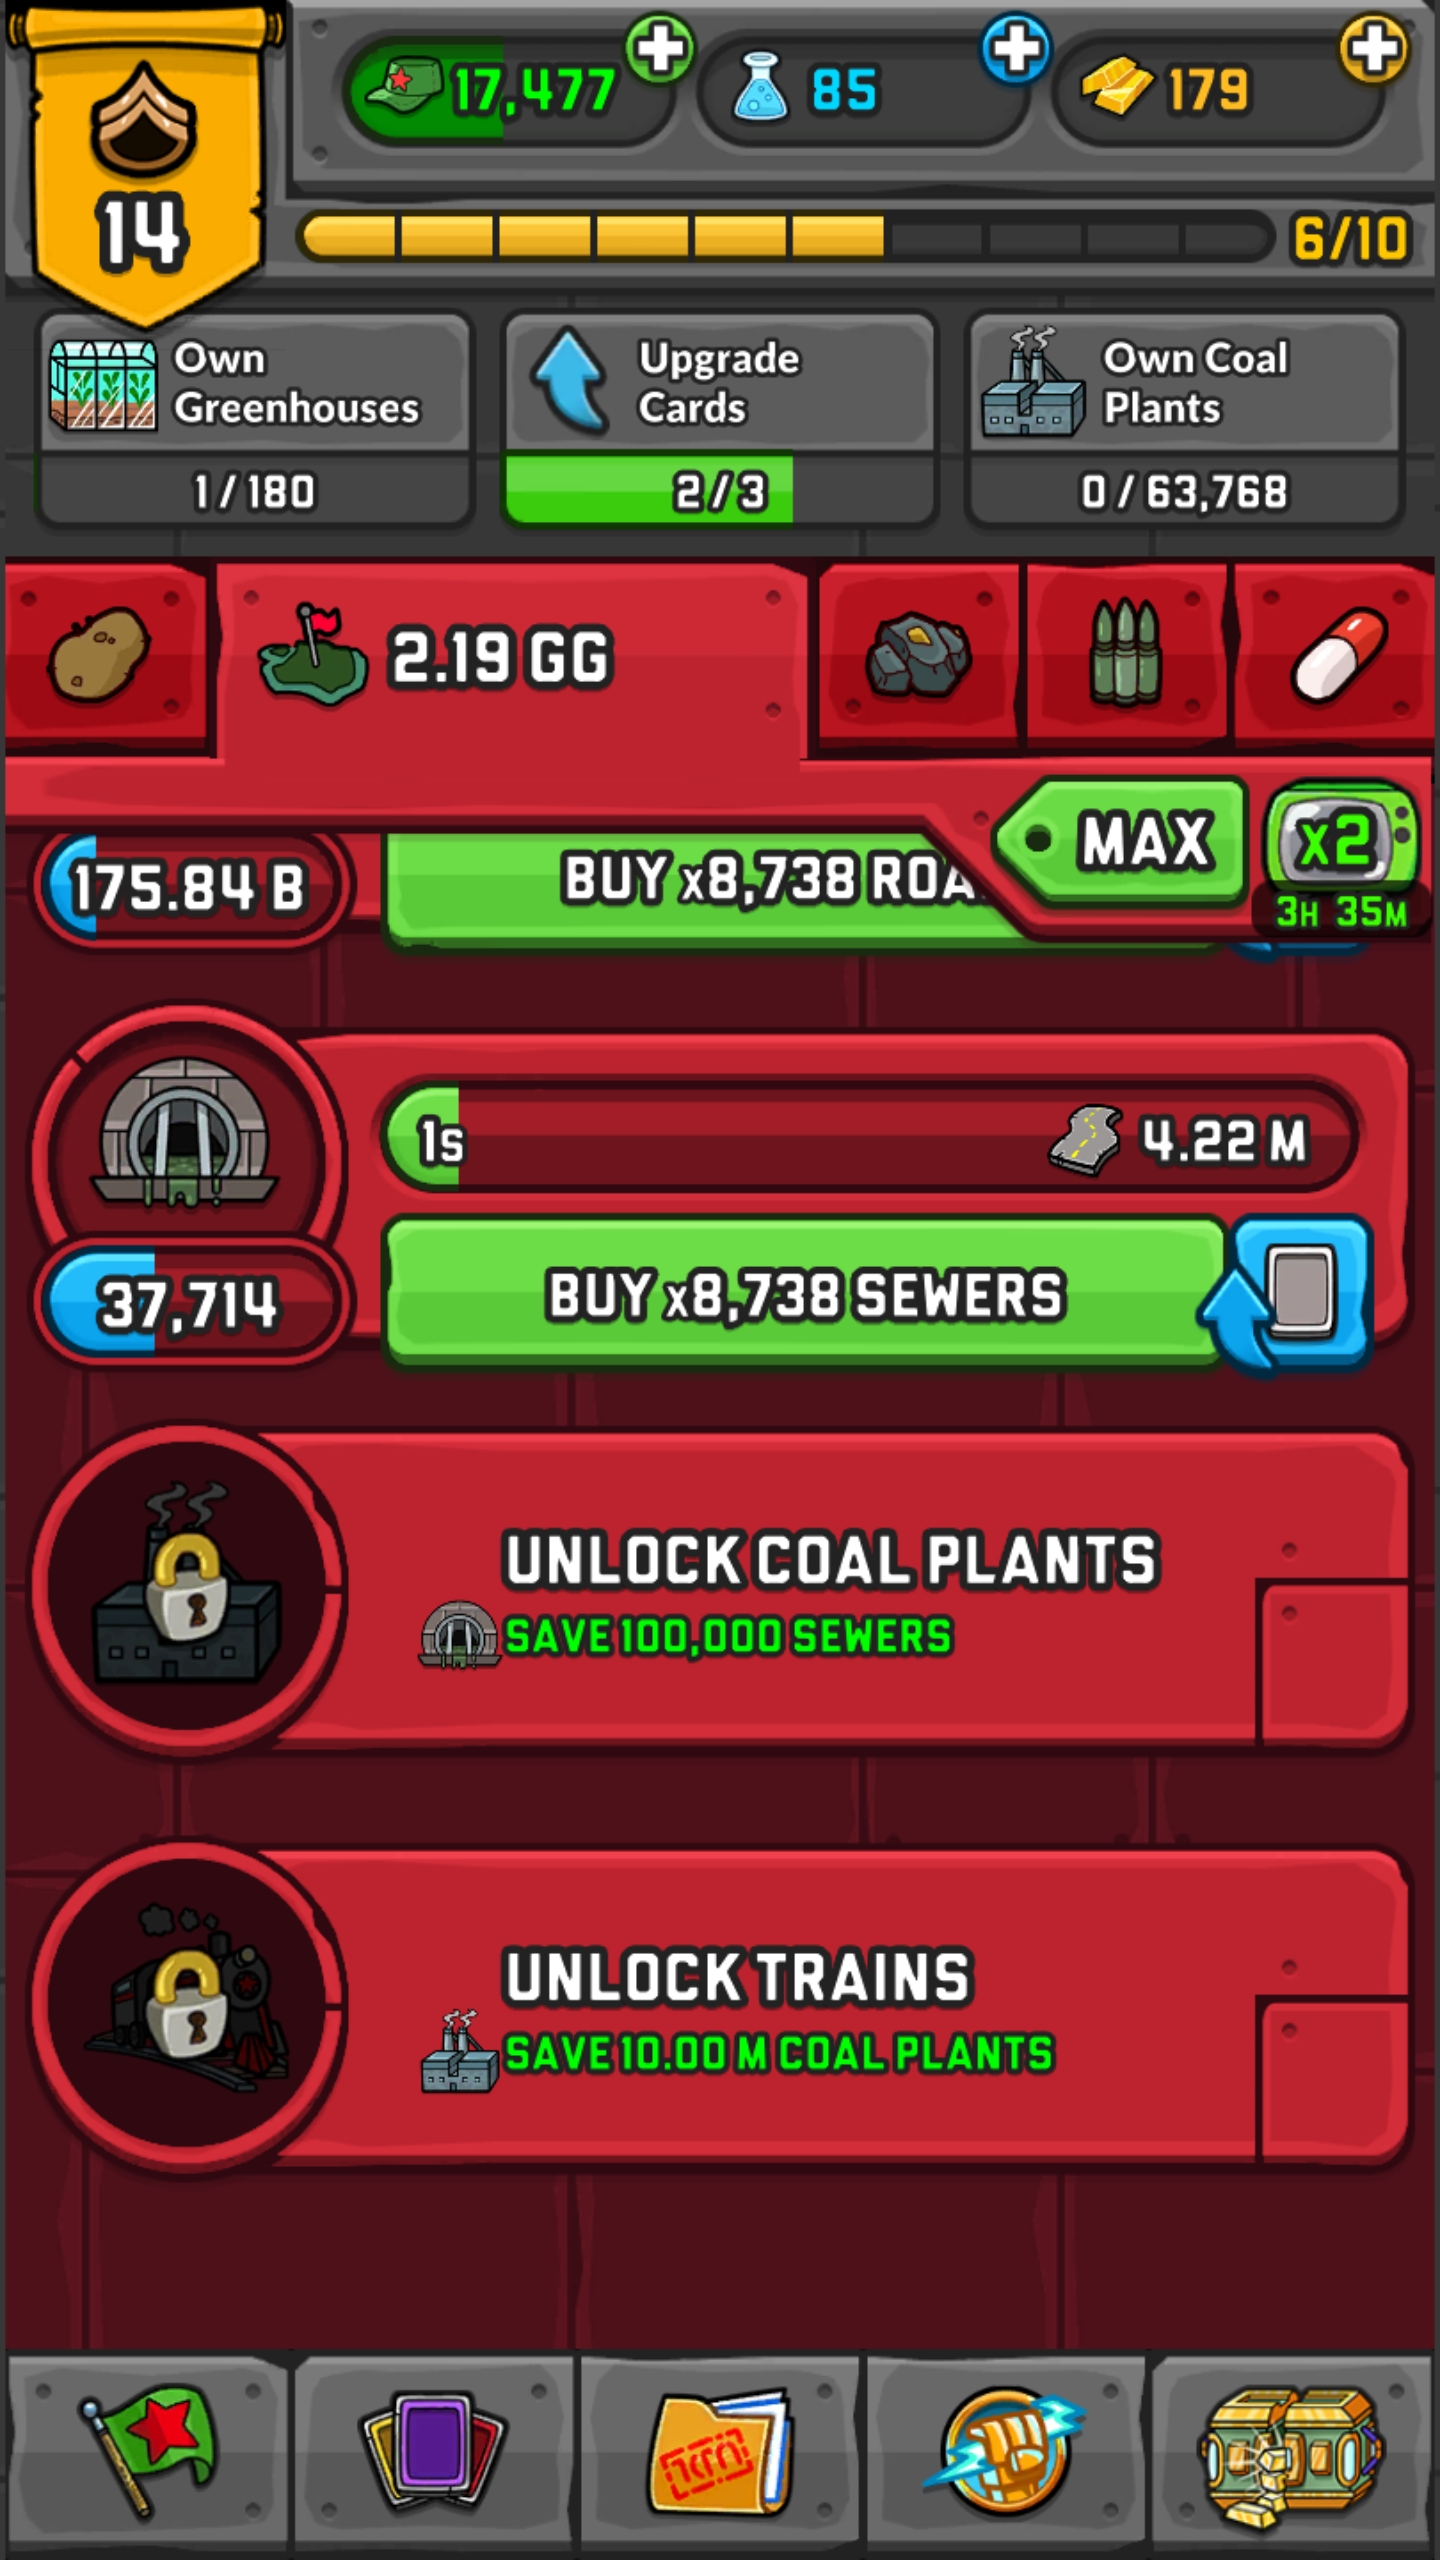 17,477
85
179
14
6/10
Own
Greenhouses
1/180
Upgrade
Cards
2/3
Own Coal
Plants
0/63,768
2.19 GG
MAX
x2
3H 35M
175.84 B
BUY x8,738 ROA
1s
4.22 M
37,714
BUY x8,738 SEWERS
UNLOCK COAL PLANTS
SAVE 100,000 SEWERS
UNLOCK TRAINS
SAVE 10.00 M COAL PLANTS